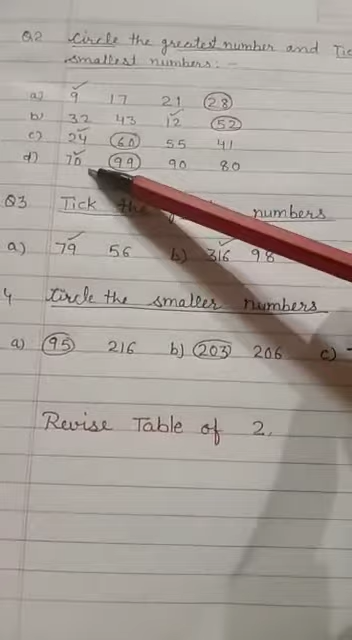 Q2 Circle the greatest number and Tic
smallest numbers:-
a) 9 17 21 28
b) 32 43 12 52
c) 24 60 55 41
d) 70 99 90 80
Q3 Tick the numbers
a) 79 56 b) 316 98
4 Circle the smaller numbers
a) 95 216 b) 203 206 c)
Revise Table of 2.